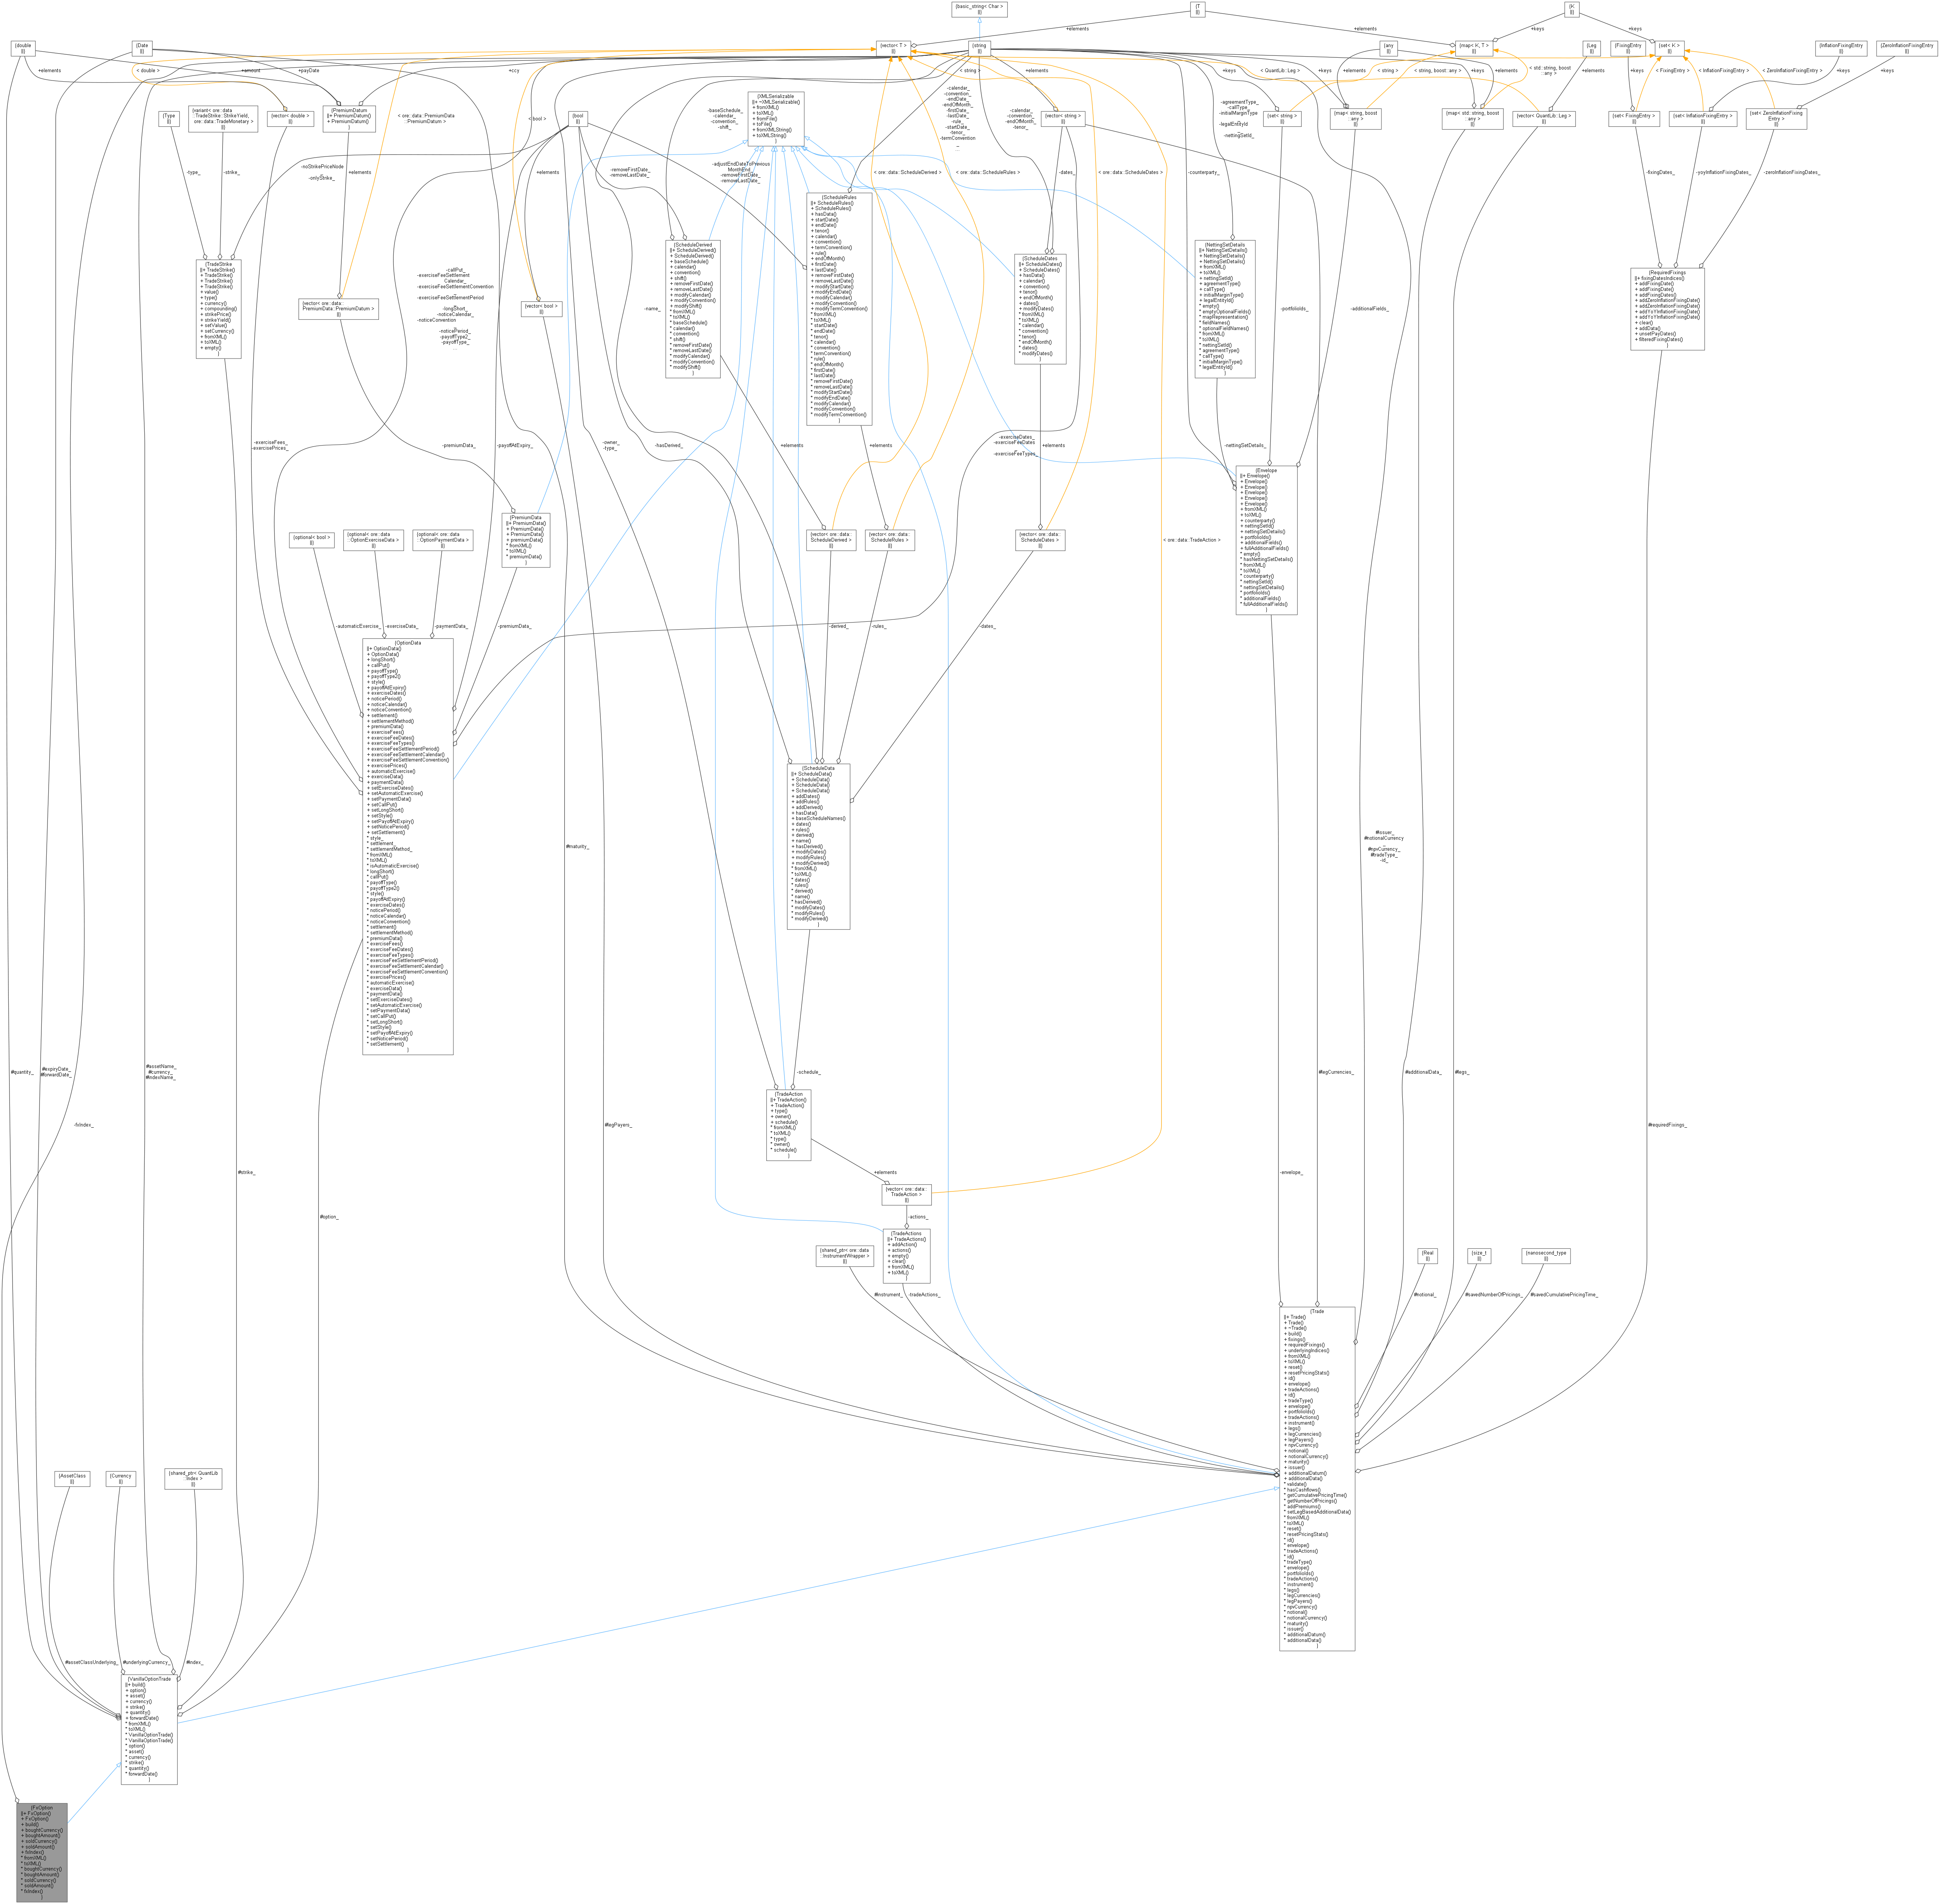 {basic_string< Char >
||}
{T
||}
{K
||}
+elements
+keys
{double
||}
{Date
||}
{vector< T >
||}
{string
||}
{any
||}
{map< K, T >
||}
{Leg
||}
{FixingEntry
||}
{set< K >
||}
{InflationFixingEntry
||}
{ZeroInflationFixingEntry
||}
+elements
< double >
+amount
+payDate
+ccy
< bool >
< string >
+elements
+keys
< QuantLib: Leg >
< string >
< string, boost: any >
< std: string, boost
::any >
< FixingEntry >
< InflationFixingEntry >
< ZeroInflationFixingEntry >
{Type
||}
{variant< ore::data
::TradeStrike::StrikeYield,
ore::data::TradeMonetary >
||}
{vector< double >
||}
{PremiumDatum
||+ PremiumDatum()
+ PremiumDatum()
}
< ore::data::PremiumData
::PremiumDatum >
{bool
||}
{XMLSerializable
||+ ~XMLSerializable()
+ fromXML()
+ toXML()
+ fromFile()
+ toFile()
+ fromXMLString()
+ toXMLString()
}
{vector< string >
||}
{set< string >
||}
{map< string, boost
::any >
||}
{map< std: string, boost
::any >
||}
{vector< QuantLib: Leg >
||}
{set< FixingEntry >
||}
{set< InflationFixingEntry >
||}
{set< ZeroInflationFixing
Entry >
||}
-type_
-strike_
-noStrikePriceNode
_
-onlyStrike_
-baseSchedule_
-calendar_
-convention_
-shift_
-removeFirstDate_
-removeLastDate_
-adjustEndDateToPrevious
MonthEnd_
-removeFirstDate_
-removeLastDate_
-calendar_
-convention_
-endDate_
-endOfMonth_
-firstDate_
-lastDate_
-rule_
-startDate_
-tenor_
-termConvention
_
-calendar_
-convention_
-endOfMonth_
-tenor_
-dates_
-agreementType_
-callType_
-initialMarginType
_
-legalEntityId
_
-nettingSetId_
-counterparty_
-fixingDates_
-yoyInflationFixingDates_
-zeroInflationFixingDates_
< ore::data::ScheduleDerived >
< ore::data::ScheduleRules >
< ore::data::ScheduleDates >
{TradeStrike
||+ TradeStrike()
+ TradeStrike()
+ TradeStrike()
+ TradeStrike()
+ value()
+ type()
+ currency()
+ compounding()
+ strikePrice()
+ strikeYield()
+ setValue()
+ setCurrency()
+ fromXML()
+ toXML()
+ empty()
}
{vector< ore::data::
PremiumData::PremiumDatum >
||}
{vector< bool >
||}
{ScheduleDerived
||+ ScheduleDerived()
+ ScheduleDerived()
+ baseSchedule()
+ calendar()
+ convention()
+ shift()
+ removeFirstDate()
+ removeLastDate()
+ modifyCalendar()
+ modifyConvention()
+ modifyShift()
* fromXML()
* toXML()
* baseSchedule()
* calendar()
* convention()
* shift()
* removeFirstDate()
* removeLastDate()
* modifyCalendar()
* modifyConvention()
* modifyShift()
}
{ScheduleRules
||+ ScheduleRules()
+ ScheduleRules()
+ hasData()
+ startDate()
+ endDate()
+ tenor()
+ calendar()
+ convention()
+ termConvention()
+ rule()
+ endOfMonth()
+ firstDate()
+ lastDate()
+ removeFirstDate()
+ removeLastDate()
+ modifyStartDate()
+ modifyEndDate()
+ modifyCalendar()
+ modifyConvention()
+ modifyTermConvention()
* fromXML()
* toXML()
* startDate()
* endDate()
* tenor()
* calendar()
* convention()
* termConvention()
* rule()
* endOfMonth()
* firstDate()
* lastDate()
* removeFirstDate()
* removeLastDate()
* modifyStartDate()
* modifyEndDate()
* modifyCalendar()
* modifyConvention()
* modifyTermConvention()
}
{ScheduleDates
||+ ScheduleDates()
+ ScheduleDates()
+ hasData()
+ calendar()
+ convention()
+ tenor()
+ endOfMonth()
+ dates()
+ modifyDates()
* fromXML()
* toXML()
* calendar()
* convention()
* tenor()
* endOfMonth()
* dates()
* modifyDates()
}
{NettingSetDetails
||+ NettingSetDetails()
+ NettingSetDetails()
+ NettingSetDetails()
+ fromXML()
+ toXML()
+ nettingSetId()
+ agreementType()
+ callType()
+ initialMarginType()
+ legalEntityId()
+ empty()
+ emptyOptionalFields()
* mapRepresentation()
* fieldNames()
* optionalFieldNames()
* fromXML()
* toXML()
* nettingSetId()
* agreementType()
* callType()
* initialMarginType()
* legalEntityId()
}
{RequiredFixings
||+ fixingDatesIndices()
+ addFixingDate()
+ addFixingDate()
+ addFixingDates()
+ addZeroInflationFixingDate()
+ addZeroInflationFixingDate()
+ addYoYInflationFixingDate()
+ addYoYInflationFixingDate()
+ clear()
+ addData()
+ unsetPayDates()
+ filteredFixingDates()
}
-callPut_
-exerciseFeeSettlement
Calendar_
-exerciseFeeSettlementConvention
_
-exerciseFeeSettlementPeriod
_
-longShort_
-noticeCalendar_
-noticeConvention
_
-noticePeriod_
-payoffType2_
-payoffType_
-name_
-portfolioIds_
-additionalFields_
-exerciseFees_
-exercisePrices_
-premiumData_
-payoffAtExpiry_
-owner_
-type_
-hasDerived_
+elements
-exerciseDates_
-exerciseFeeDates
_
-exerciseFeeTypes_
-nettingSetDetails_
{optional< bool >
||}
{optional< ore::data
::OptionExerciseData >
||}
{optional< ore::data
::OptionPaymentData >
||}
{PremiumData
||+ PremiumData()
+ PremiumData()
+ PremiumData()
+ premiumData()
* fromXML()
* toXML()
* premiumData()
}
{vector< ore::data::
ScheduleDerived >
||}
{vector< ore::data::
ScheduleRules >
||}
{vector< ore::data::
ScheduleDates >
||}
< ore::data::TradeAction >
{Envelope
||+ Envelope()
+ Envelope()
+ Envelope()
+ Envelope()
+ Envelope()
+ Envelope()
+ fromXML()
+ toXML()
+ counterparty()
+ nettingSetId()
+ nettingSetDetails()
+ portfolioIds()
+ additionalFields()
+ fullAdditionalFields()
* empty()
* hasNettingSetDetails()
* fromXML()
* toXML()
* counterparty()
* nettingSetId()
* nettingSetDetails()
* portfolioIds()
* additionalFields()
* fullAdditionalFields()
}
-automaticExercise_
-exerciseData_
-paymentData_
-premiumData_
-derived_
-rules_
-dates_
{OptionData
||+ OptionData()
+ OptionData()
+ longShort()
+ callPut()
+ payoffType()
+ payoffType2()
+ style()
+ payoffAtExpiry()
+ exerciseDates()
+ noticePeriod()
+ noticeCalendar()
+ noticeConvention()
+ settlement()
+ settlementMethod()
+ premiumData()
+ exerciseFees()
+ exerciseFeeDates()
+ exerciseFeeTypes()
+ exerciseFeeSettlementPeriod()
+ exerciseFeeSettlementCalendar()
+ exerciseFeeSettlementConvention()
+ exercisePrices()
+ automaticExercise()
+ exerciseData()
+ paymentData()
+ setExerciseDates()
+ setAutomaticExercise()
+ setPaymentData()
+ setCallPut()
+ setLongShort()
+ setStyle()
+ setPayoffAtExpiry()
+ setNoticePeriod()
+ setSettlement()
* style_
* settlement_
* settlementMethod_
* fromXML()
* toXML()
* isAutomaticExercise()
* longShort()
* callPut()
* payoffType()
* payoffType2()
* style()
* payoffAtExpiry()
* exerciseDates()
* noticePeriod()
* noticeCalendar()
* noticeConvention()
* settlement()
* settlementMethod()
* premiumData()
* exerciseFees()
* exerciseFeeDates()
* exerciseFeeTypes()
* exerciseFeeSettlementPeriod()
* exerciseFeeSettlementCalendar()
* exerciseFeeSettlementConvention()
* exercisePrices()
* automaticExercise()
* exerciseData()
* paymentData()
* setExerciseDates()
* setAutomaticExercise()
* setPaymentData()
* setCallPut()
* setLongShort()
* setStyle()
* setPayoffAtExpiry()
* setNoticePeriod()
* setSettlement()
}
{ScheduleData
||+ ScheduleData()
+ ScheduleData()
+ ScheduleData()
+ ScheduleData()
+ addDates()
+ addRules()
+ addDerived()
+ hasData()
+ baseScheduleNames()
+ dates()
+ rules()
+ derived()
+ name()
+ hasDerived()
+ modifyDates()
+ modifyRules()
+ modifyDerived()
* fromXML()
* toXML()
* dates()
* rules()
* derived()
* name()
* hasDerived()
* modifyDates()
* modifyRules()
* modifyDerived()
}
#maturity_
#issuer_
#notionalCurrency
_
#npvCurrency_
#tradeType_
-id_
#quantity_
#expiryDate_
#forwardDate_
#assetName_
#currency_
#indexName_
-schedule_
#legCurrencies_
#additionalData_
#legs_
{TradeAction
||+ TradeAction()
+ TradeAction()
+ type()
+ owner()
+ schedule()
* fromXML()
* toXML()
* type()
* owner()
* schedule()
}
-fxIndex_
#legPayers_
#requiredFixings_
#strike_
+elements
-envelope_
{vector< ore::data::
TradeAction >
||}
#option_
-actions_
{shared_ptr< ore::data
::InstrumentWrapper >
||}
{TradeActions
||+ TradeActions()
+ addAction()
+ actions()
+ empty()
+ clear()
+ fromXML()
+ toXML()
}
{Real
||}
{size_t
||}
{nanosecond_type
||}
#instrument_
-tradeActions_
#notional_
#savedNumberOfPricings_
#savedCumulativePricingTime_
{Trade
||+ Trade()
+ Trade()
+ ~Trade()
+ build()
+ fixings()
+ requiredFixings()
+ underlyingIndices()
+ fromXML()
+ toXML()
+ reset()
+ resetPricingStats()
+ id()
+ envelope()
+ tradeActions()
+ id()
+ tradeType()
+ envelope()
+ portfolioIds()
+ tradeActions()
+ instrument()
+ legs()
+ legCurrencies()
+ legPayers()
+ npvCurrency()
+ notional()
+ notionalCurrency()
+ maturity()
+ issuer()
+ additionalDatum()
+ additionalData()
* validate()
* hasCashflows()
* getCumulativePricingTime()
* getNumberOfPricings()
* addPremiums()
* setLegBasedAdditionalData()
* fromXML()
* toXML()
* reset()
* resetPricingStats()
* id()
* envelope()
* tradeActions()
* id()
* tradeType()
* envelope()
* portfolioIds()
* tradeActions()
* instrument()
* legs()
* legCurrencies()
* legPayers()
* npvCurrency()
* notional()
* notionalCurrency()
* maturity()
* issuer()
* additionalDatum()
* additionalData()
}
{AssetClass
||}
{Currency
||}
{shared_ptr< QuantLib
::Index >
||}
#assetClassUnderlying_
#underlyingCurrency_
#index_
{VanillaOptionTrade
||+ build()
+ option()
+ asset()
+ currency()
+ strike()
+ quantity()
+ forwardDate()
* fromXML()
* toXML()
* VanillaOptionTrade()
* VanillaOptionTrade()
* option()
* asset()
* currency()
* strike()
* quantity()
* forwardDate()
}
{FxOption
||+ FxOption()
+ FxOption()
+ build()
+ boughtCurrency()
+ boughtAmount()
+ soldCurrency()
+ soldAmount()
+ fxIndex()
* fromXML()
* toXML()
* boughtCurrency()
* boughtAmount()
* soldCurrency()
* soldAmount()
* fxIndex()
}